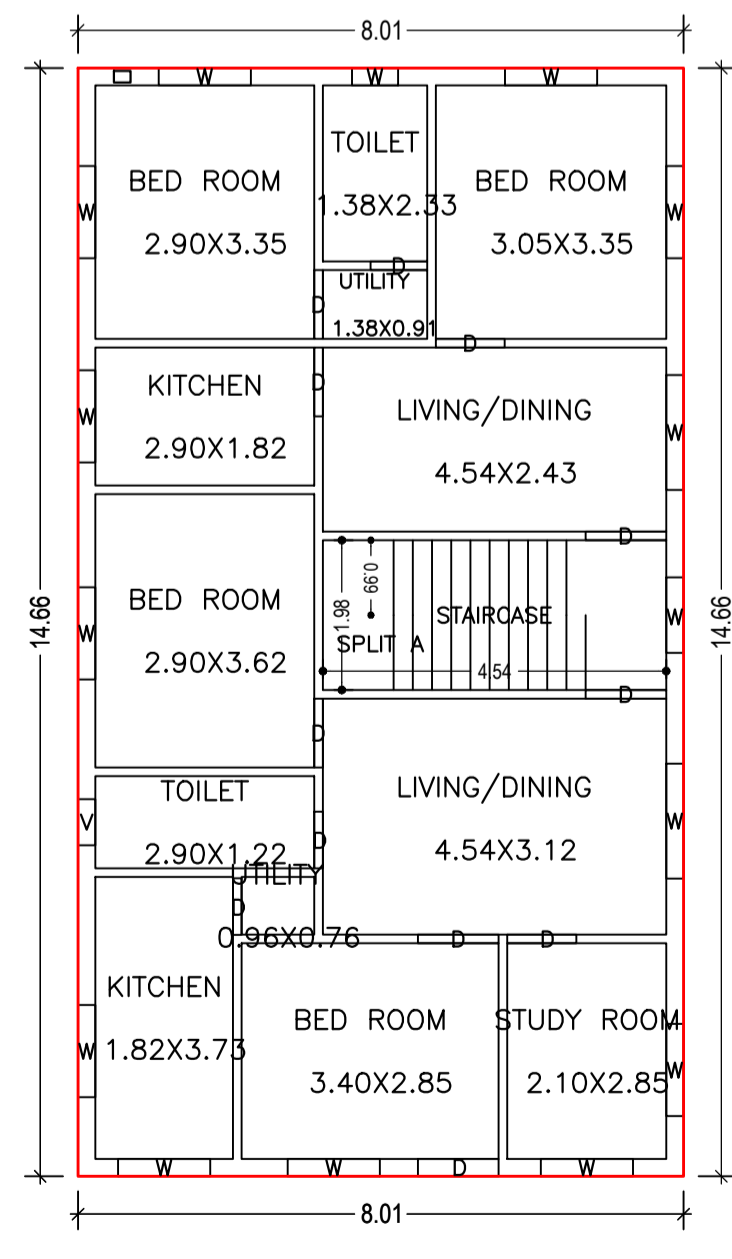 8.01
W W W
TOILET
BED ROOM BED ROOM
1.38X2.33
W W
2.90X3.35 3.05X3.35
D
UTILITY
D
1.38X0.91
D
KITCHEN D
LIVING/DINING
W W
2.90X1.82
4.54X2.43
D
0.99
BED ROOM
14.66 1.98 STAIRCASE W 14.66
W
SPLIT A
2.90X3.62
4.54
D
D
TOILET LIVING/DINING
V W
D
2.90X1.22 4.54X3.12
UTILITY
D
0.96X0.76 D D
KITCHEN
BED ROOM STUDY ROOM
W
1.82X3.73
W
3.40X2.85 2.10X2.85
W W D W
8.01